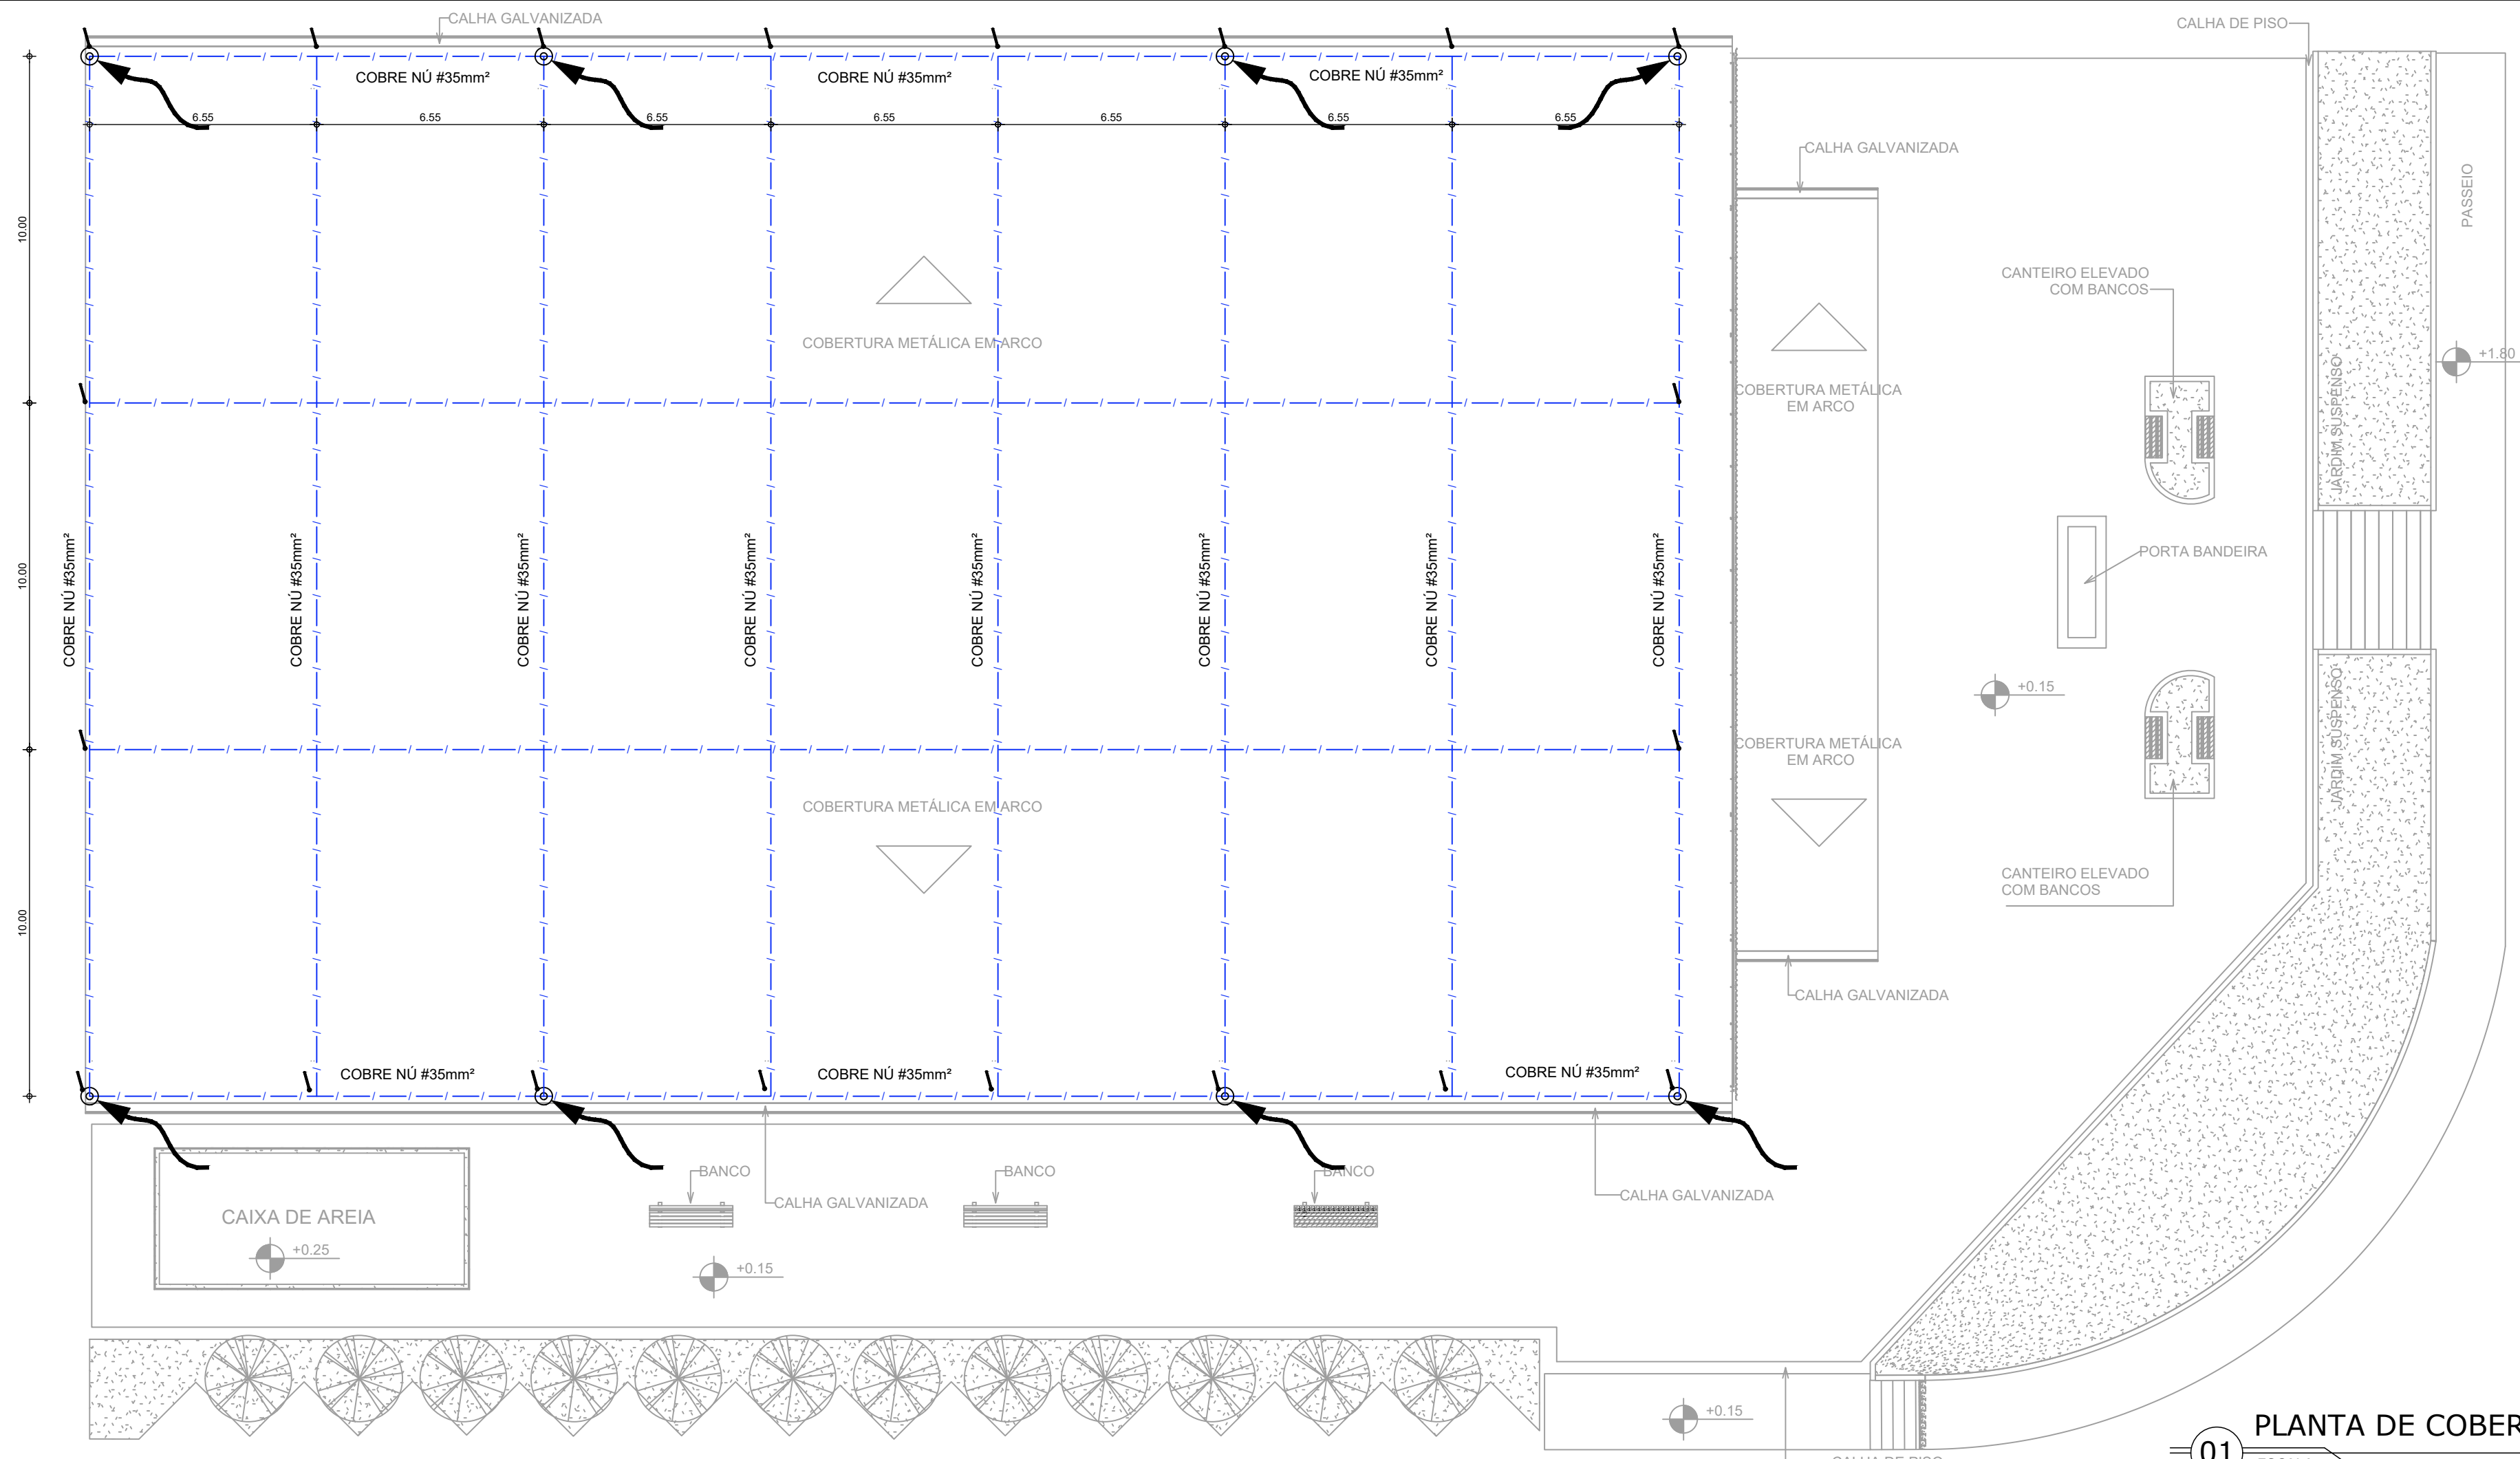 CALHA GALVANIZADA
CALHA DE PISO
COBRE NÚ #35mm²
COBRE NÚ #35mm²
COBRE NÚ #35mm²
6.55
6.55
6.55
6.55
6.55
6.55
6.55
CALHA GALVANIZADA
PASSEIO
10.00
CANTEIRO ELEVADO
COM BANCOS
COBERTURA METÁLICA EM ARCO
+1.80
COBERTURA METÁLICA
EM ARCO
JARDIM SUSPENSO
10.00
COBRE NÚ #35mm²
COBRE NÚ #35mm²
COBRE NÚ #35mm²
COBRE NÚ #35mm²
COBRE NÚ #35mm²
COBRE NÚ #35mm²
COBRE NÚ #35mm²
COBRE NÚ #35mm²
PORTA BANDEIRA
+0.15
COBERTURA METÁLICA
EM ARCO
JARDIM SUSPENSO
COBERTURA METÁLICA EM ARCO
CANTEIRO ELEVADO
COM BANCOS
10.00
CALHA GALVANIZADA
COBRE NÚ #35mm²
COBRE NÚ #35mm²
COBRE NÚ #35mm²
BANCO
BANCO
BANCO
CALHA GALVANIZADA
CALHA GALVANIZADA
CAIXA DE AREIA
+0.25
+0.15
+0.15
PLANTA DE COBER
01
CALHA DE PISO